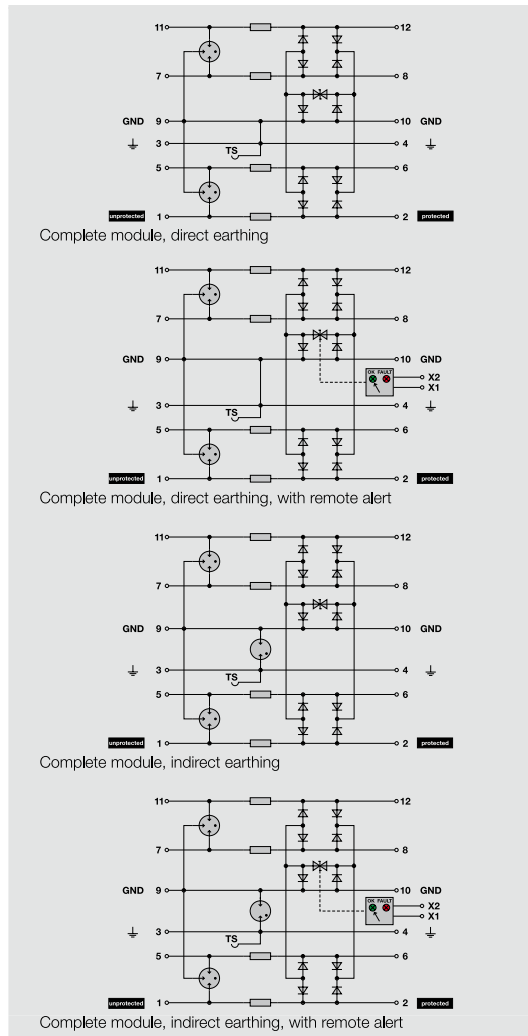 11 12
7 8
GND 9 10 GND
3 4
TS
5 6
unprotected 1 2 protected
Complete module, direct earthing
11 12
7 8
GND 9 10 GND
OK FAULT
X2
X1
3 4
TS
5 6
unprotected 1 2 protected
Complete module, direct earthing, with remote alert
11 12
7 8
GND 9 10 GND
3 4
TS
5 6
unprotected 1 2 protected
Complete module, indirect earthing
11 12
7 8
GND 9 10 GND
OK FAULT
X2
X1
3 4
TS
5 6
unprotected 1 2 protected
Complete module, indirect earthing, with remote alert